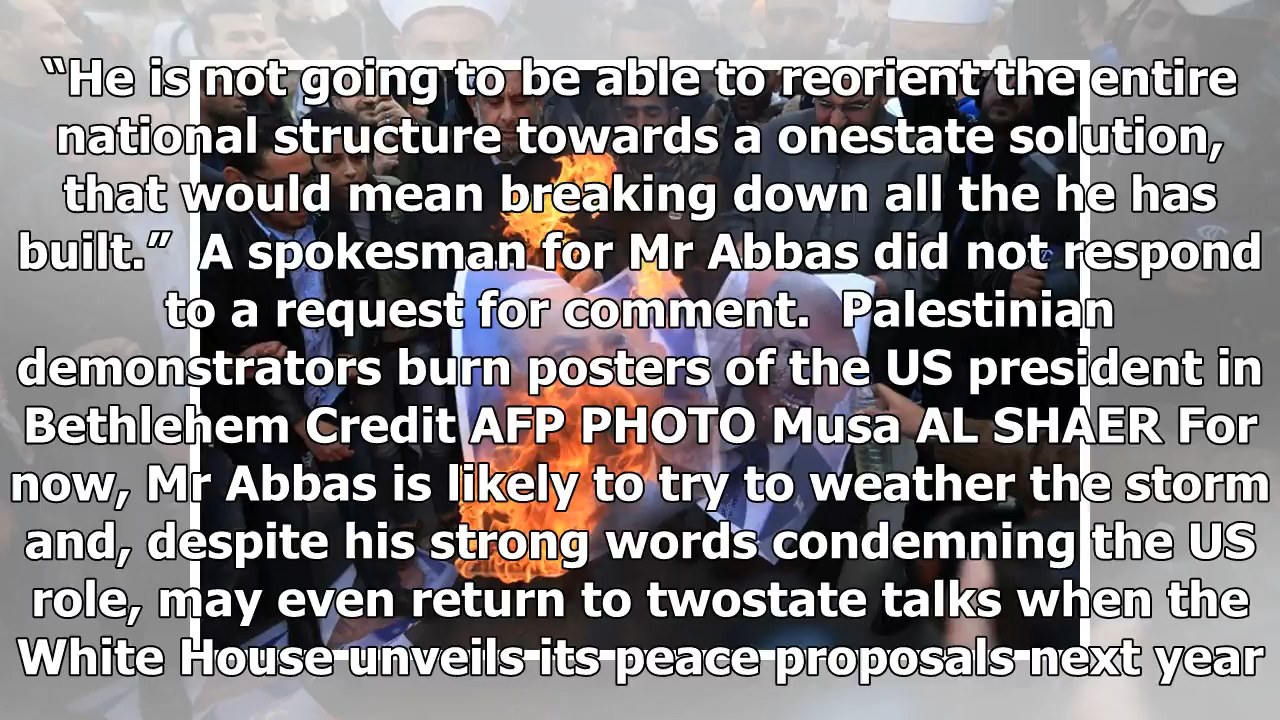 “He is not going to be able to reorient the entire
national structure towards a onestate solution,
that would mean breaking down all the he has
built.”  A spokesman for Mr Abbas did not respond
to a request for comment.  Palestinian
demonstrators burn posters of the US president in
Bethlehem Credit AFP PHOTO Musa AL SHAER For
now, Mr Abbas is likely to try to weather the storm
and, despite his strong words condemning the US
role, may even return to twostate talks when the
White House unveils its peace proposals next year